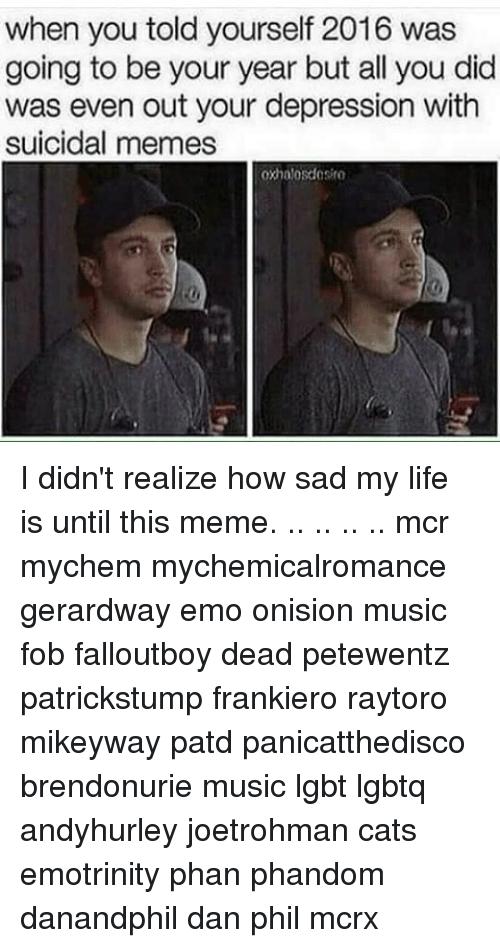 when you told yourself 2016 was
going to be your year but all you did
was even out your depression with
suicidal memes
oxhalosdesire
I didn't realize how sad my life
is until this meme. .. .. .. .. mcr
mychem mychemicalromance
gerardway emo onision music
fob falloutboy dead petewentz
patrickstump frankiero raytoro
mikeyway patd panicatthedisco
brendonurie music lgbt lgbtq
andyhurley joetrohman cats
emotrinity phan phandom
danandphil dan phil mcrx